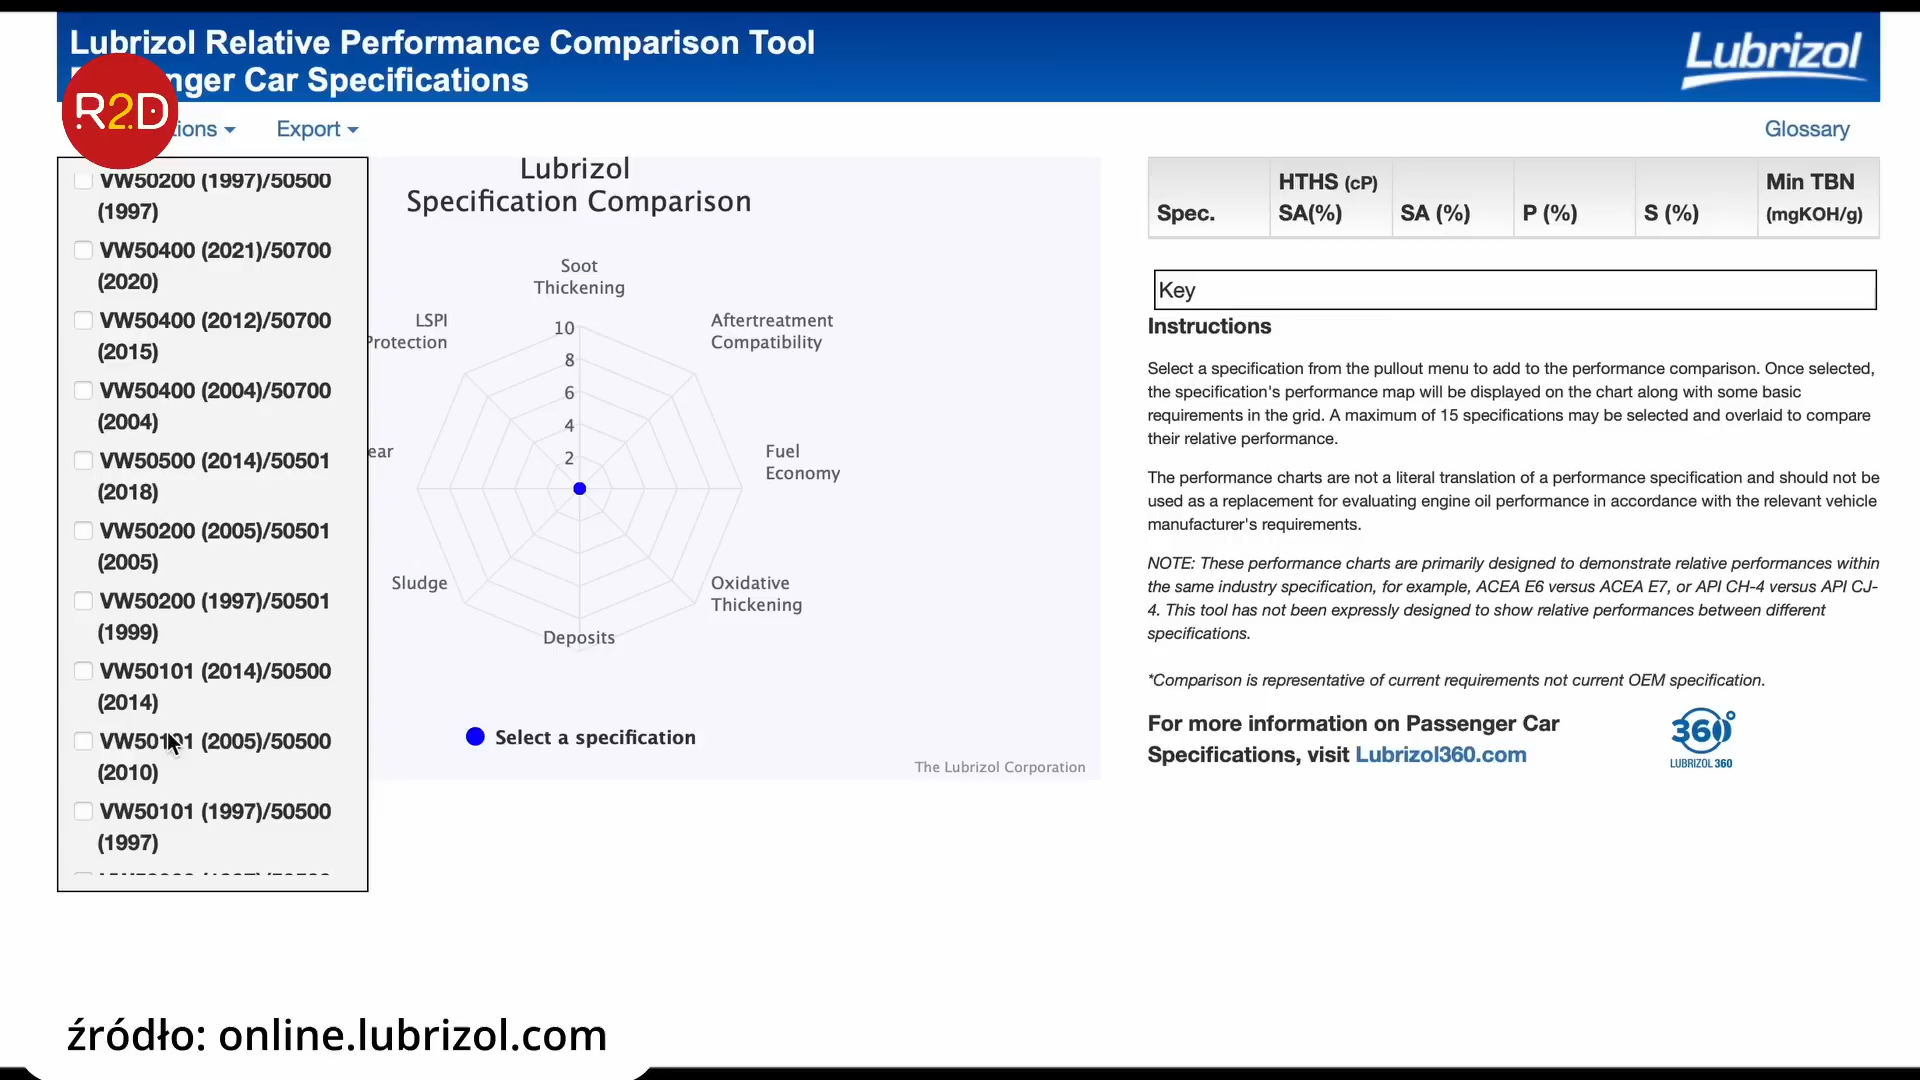 Lubrizol Relative Performance Comparison Tool
nger Car Specifications
Lubrizol
R2D
tions
Export
Glossary
VW50200 (1997)/50500
(1997)
VW50400 (2021)/50700
(2020)
VW50400 (2012)/50700
(2015)
VW50400 (2004)/50700
(2004)
VW50500 (2014)/50501
(2018)
VW50200 (2005)/50501
(2005)
VW50200 (1997)/50501
(1999)
VW50101 (2014)/50500
(2014)
VW50101 (2005)/50500
(2010)
VW50101 (1997)/50500
(1997)
Lubrizol
Specification Comparison
Soot
Thickening
LSPI
Protection
Aftertreatment
Compatibility
10
8
6
4
2
ear
Fuel
Economy
Sludge
Oxidative
Thickening
Deposits
Select a specification
The Lubrizol Corporation
Spec.
HTHS (cP)
SA(%)
SA (%)
P (%)
S (%)
Min TBN
(mgKOH/g)
Key
Instructions
Select a specification from the pullout menu to add to the performance comparison. Once selected,
the specification's performance map will be displayed on the chart along with some basic
requirements in the grid. A maximum of 15 specifications may be selected and overlaid to compare
their relative performance.
The performance charts are not a literal translation of a performance specification and should not be
used as a replacement for evaluating engine oil performance in accordance with the relevant vehicle
manufacturer's requirements.
NOTE: These performance charts are primarily designed to demonstrate relative performances within
the same industry specification, for example, ACEA E6 versus ACEA E7, or API CH-4 versus API CJ-
4. This tool has not been expressly designed to show relative performances between different
specifications.
*Comparison is representative of current requirements not current OEM specification.
For more information on Passenger Car
Specifications, visit Lubrizol360.com
360°
LUBRIZOL 360
źródło: online.lubrizol.com